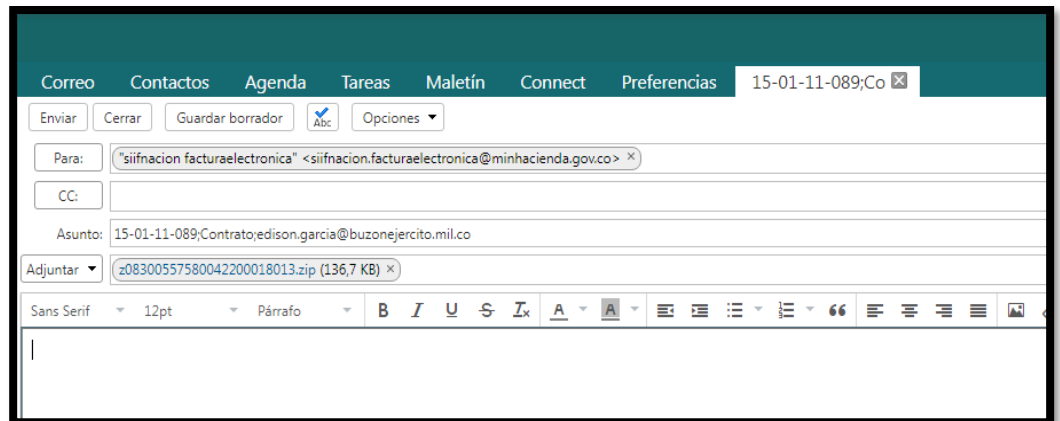 Correo Contactos Agenda Tareas Maletín Connect Preferencias 15-01-11-089;Co
Enviar Cerrar Guardar borrador Abc Opciones
Para: "siifnacion facturaelectronica" <siifnacion.facturaelectronica@minhacienda.gov.co> ×
CC:
Asunto: 15-01-11-089;Contrato;edison.garcia@buzonejercito.mil.co
Adjuntar z08300557580042200018013.zip (136,7 KB) ×
Sans Serif 12pt Párrafo B I U S Ix A A